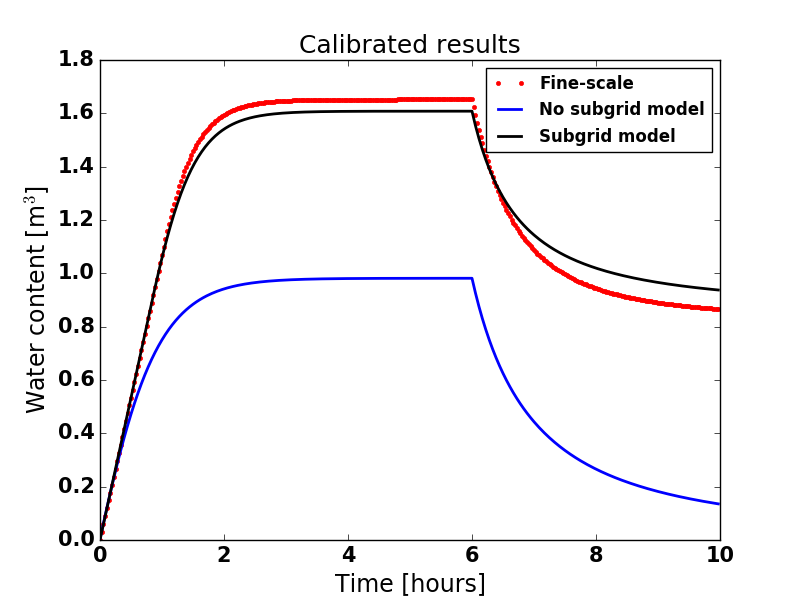 Calibrated results
Fine-scale
No subgrid model
Subgrid model
Water content [m³]
1.8
1.6
1.4
1.2
1.0
0.8
0.6
0.4
0.2
0.0
0 2 4 6 8 10
Time [hours]